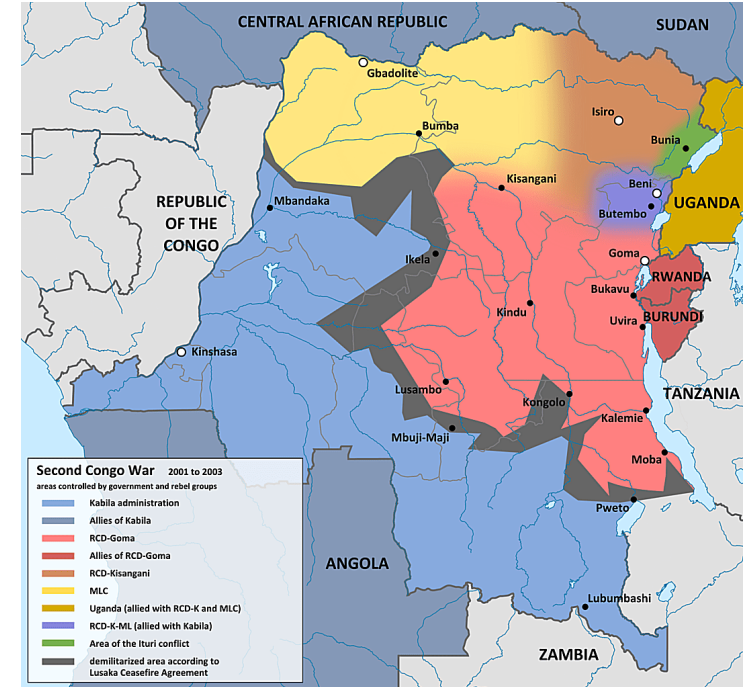 CENTRAL AFRICAN REPUBLIC
SUDAN
Gbadolite
Isiro
Bumba
Bunia
Kisangani
Beni
REPUBLIC
OF THE
CONGO
Mbandaka
Butembo
UGANDA
Ikela
Goma
RWANDA
Bukavu
Kindu
Uvira
BURUNDI
Kinshasa
Lusambo
Kongolo
TANZANIA
Kalemie
Mbuji-Maji
Moba
Pweto
ANGOLA
Lubumbashi
ZAMBIA
Second Congo War 2001 to 2003
areas controlled by government and rebel groups
Kabila administration
Allies of Kabila
RCD-Goma
Allies of RCD-Goma
RCD-Kisangani
MLC
Uganda (allied with RCD-K and MLC)
RCD-K-ML (allied with Kabila)
Area of the Ituri conflict
demilitarized area according to
Lusaka Ceasefire Agreement